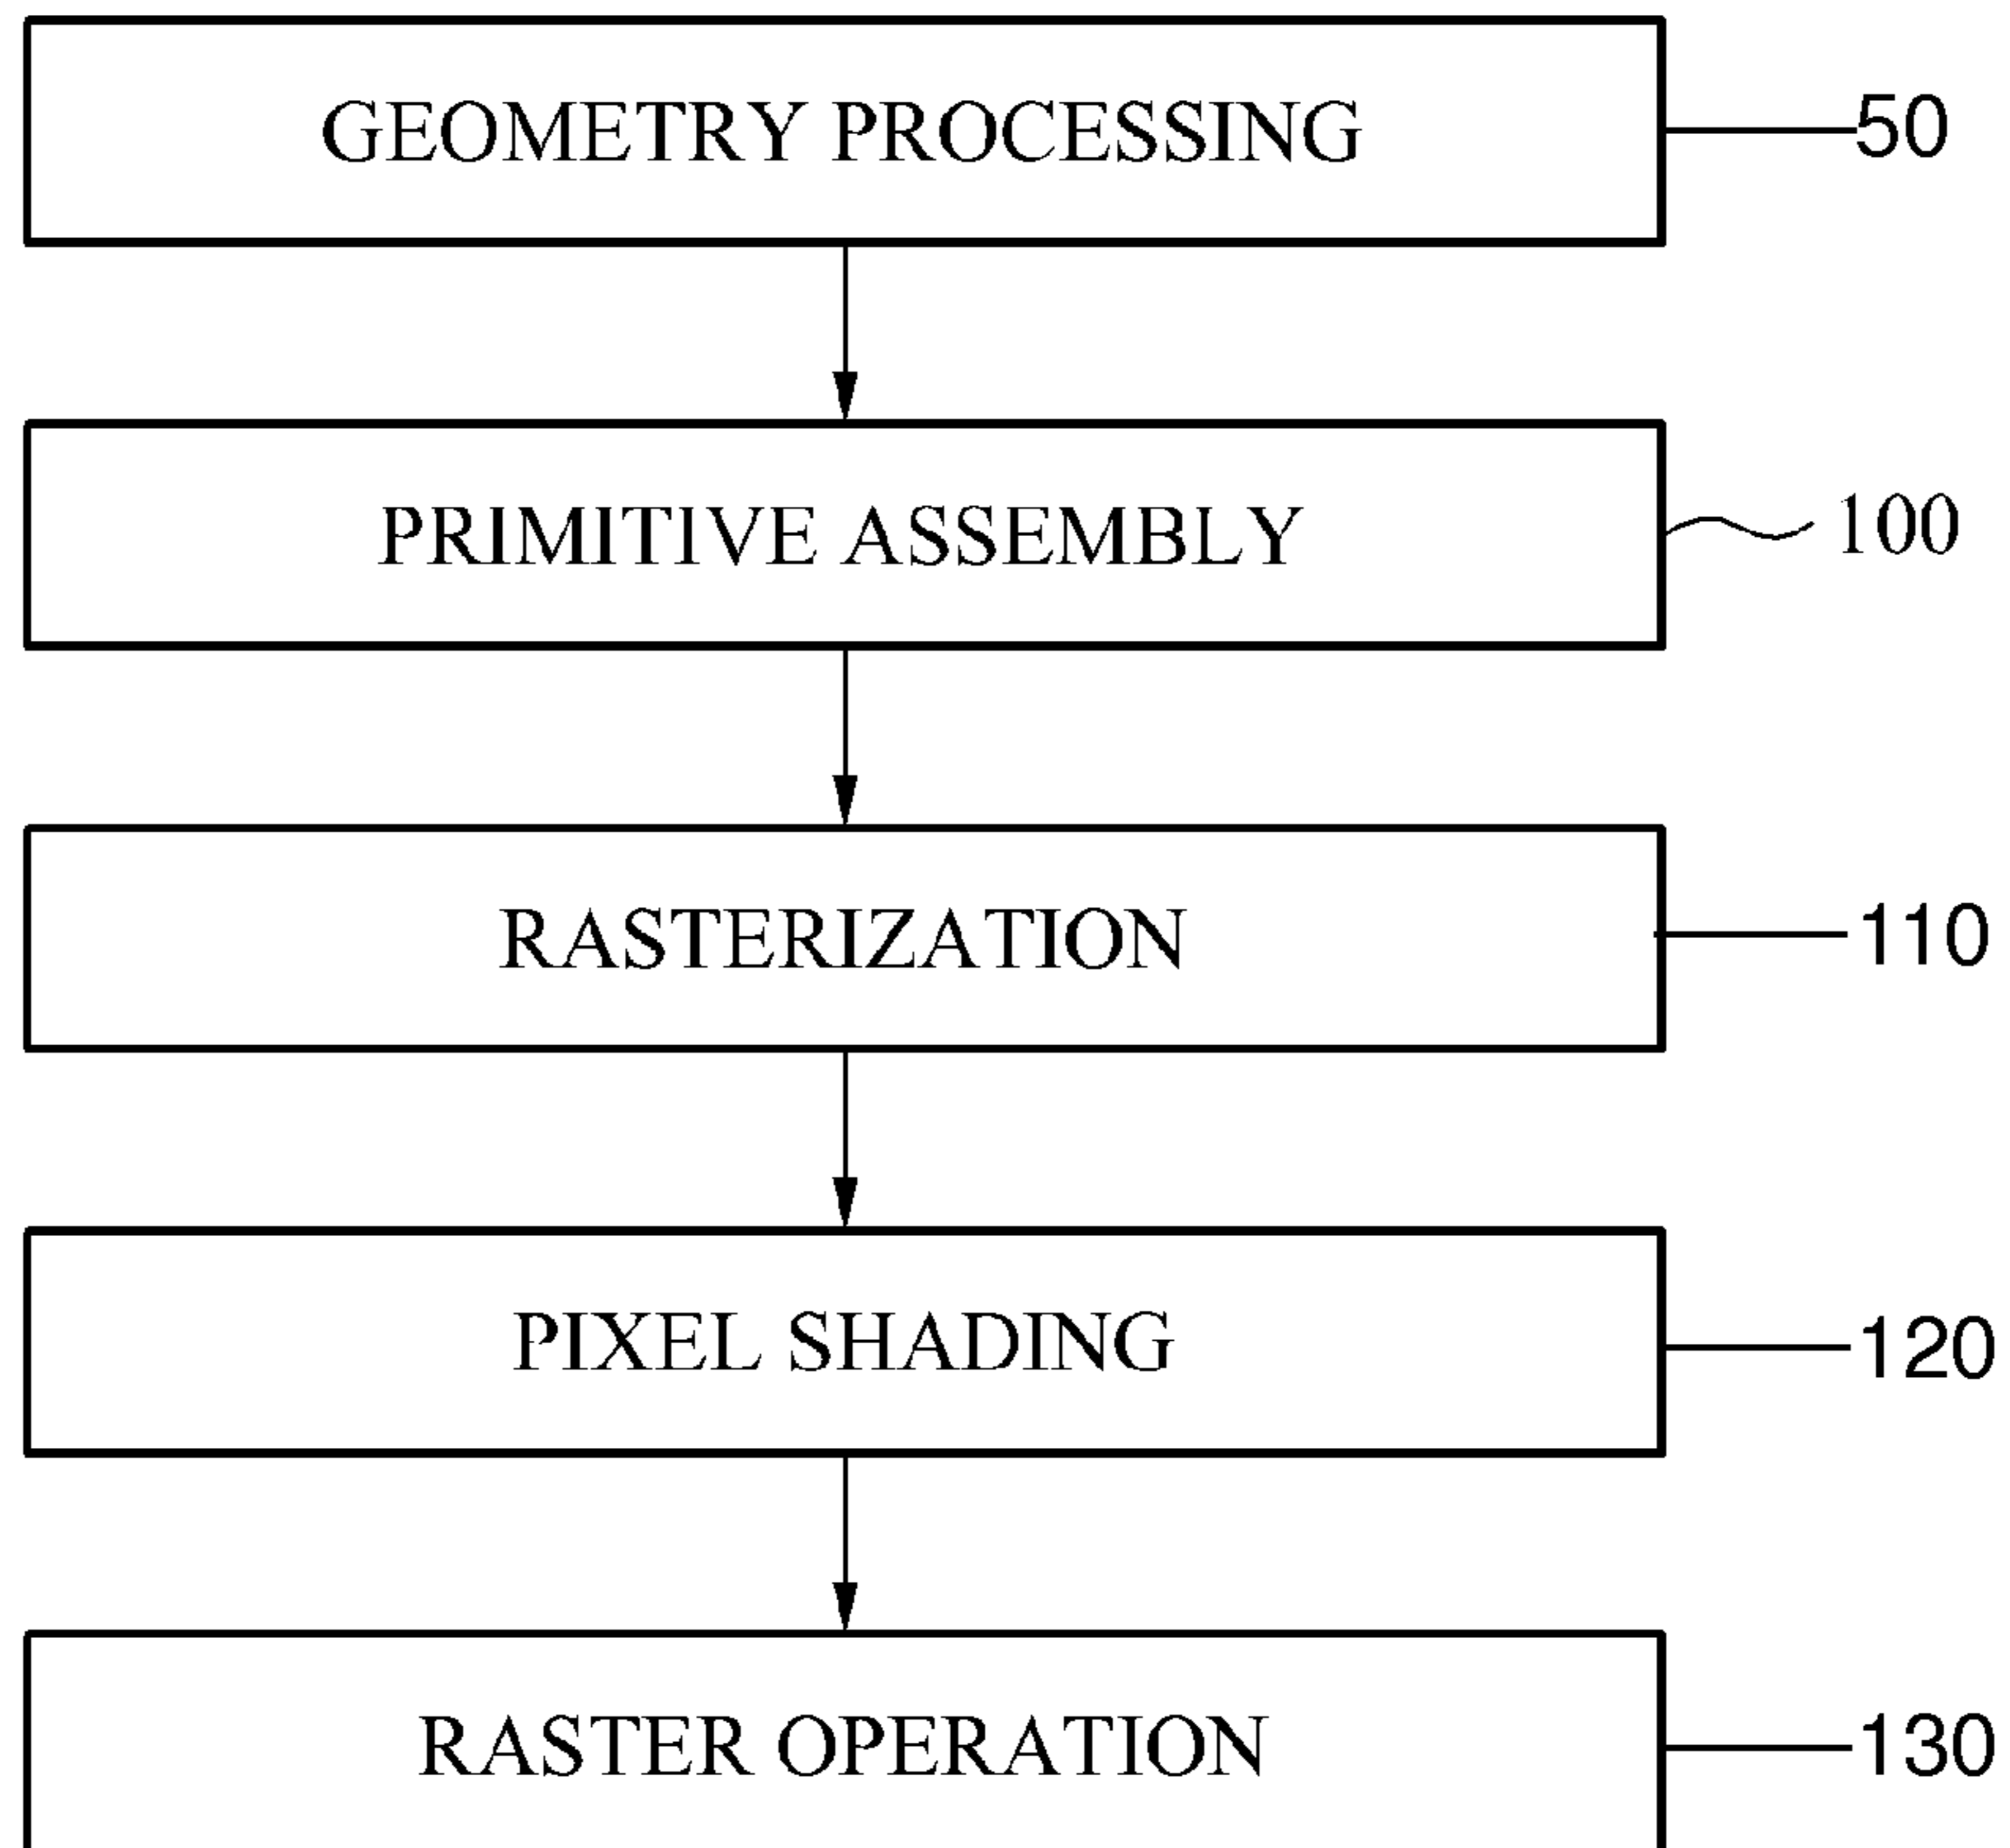 GEOMETRY PROCESSING 50
PRIMITIVE ASSEMBLY 100
RASTERIZATION 110
PIXEL SHADING 120
RASTER OPERATION 130